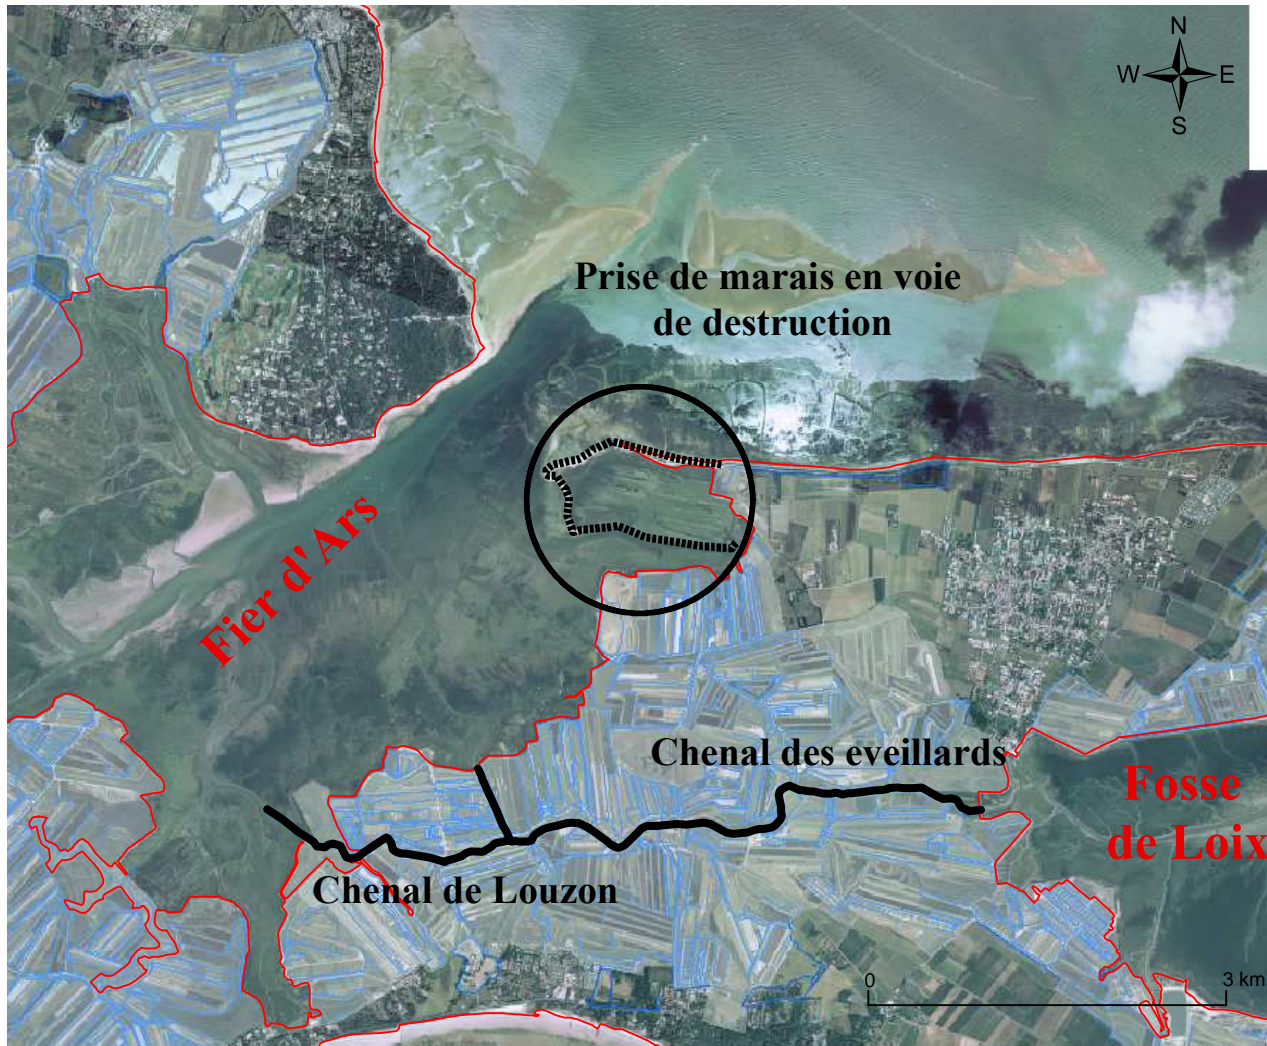 N
W E
S
Prise de marais en voie
de destruction
Fier d'Ars
Chenal des eveillards
Fosse
de Loix
Chenal de Louzon
0 3 km